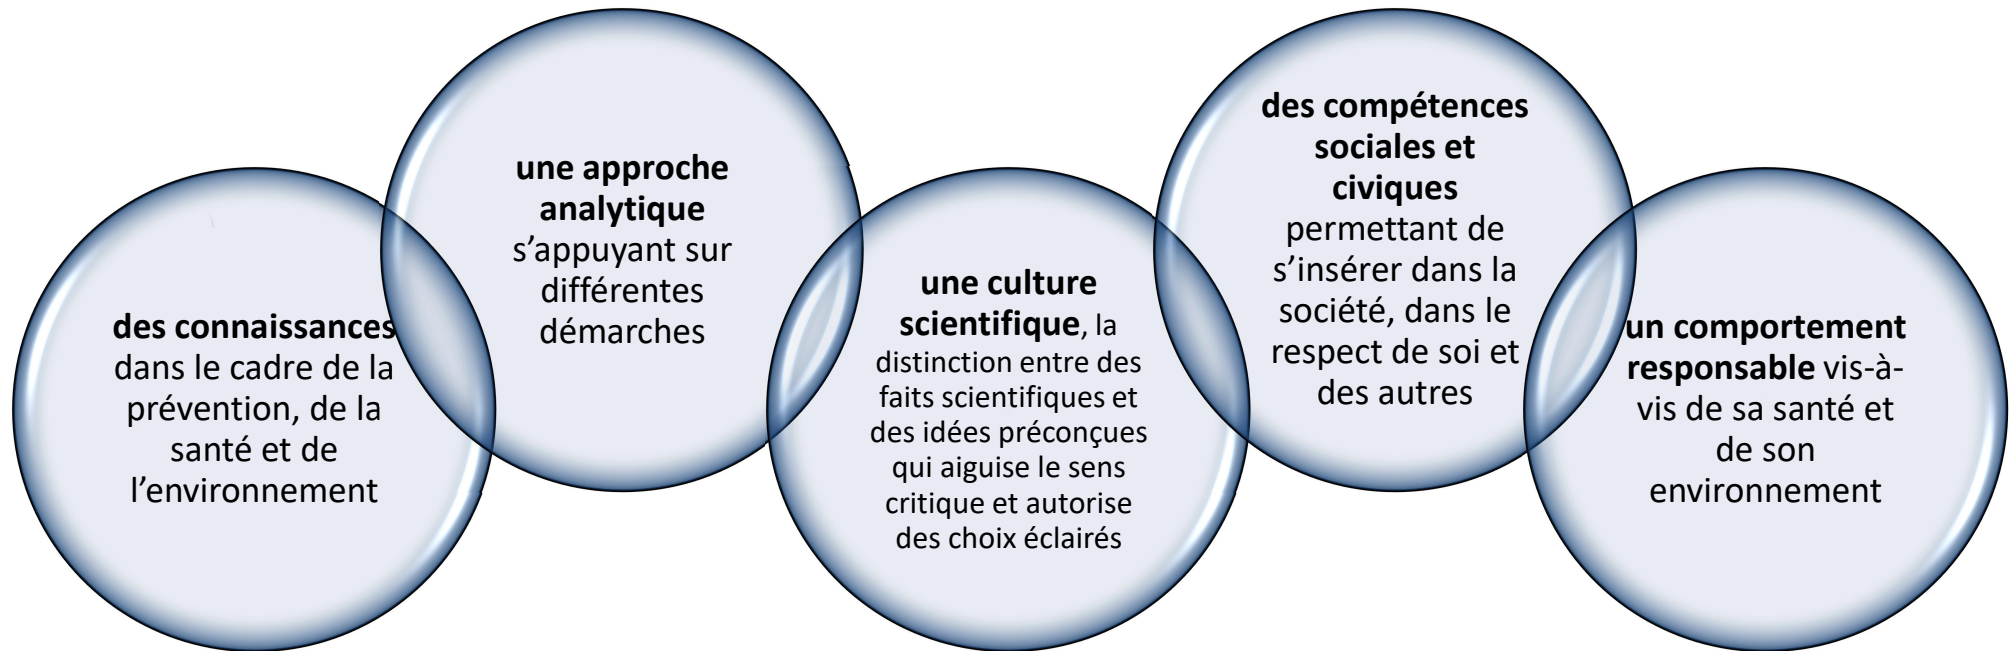 des connaissances
dans le cadre de la
prévention, de la
santé et de
l’environnement
une approche
analytique
s’appuyant sur
différentes
démarches
une culture
scientifique, la
distinction entre des
faits scientifiques et
des idées préconçues
qui aiguise le sens
critique et autorise
des choix éclairés
des compétences
sociales et
civiques
permettant de
s’insérer dans la
société, dans le
respect de soi et
des autres
un comportement
responsable vis-à-
vis de sa santé et
de son
environnement